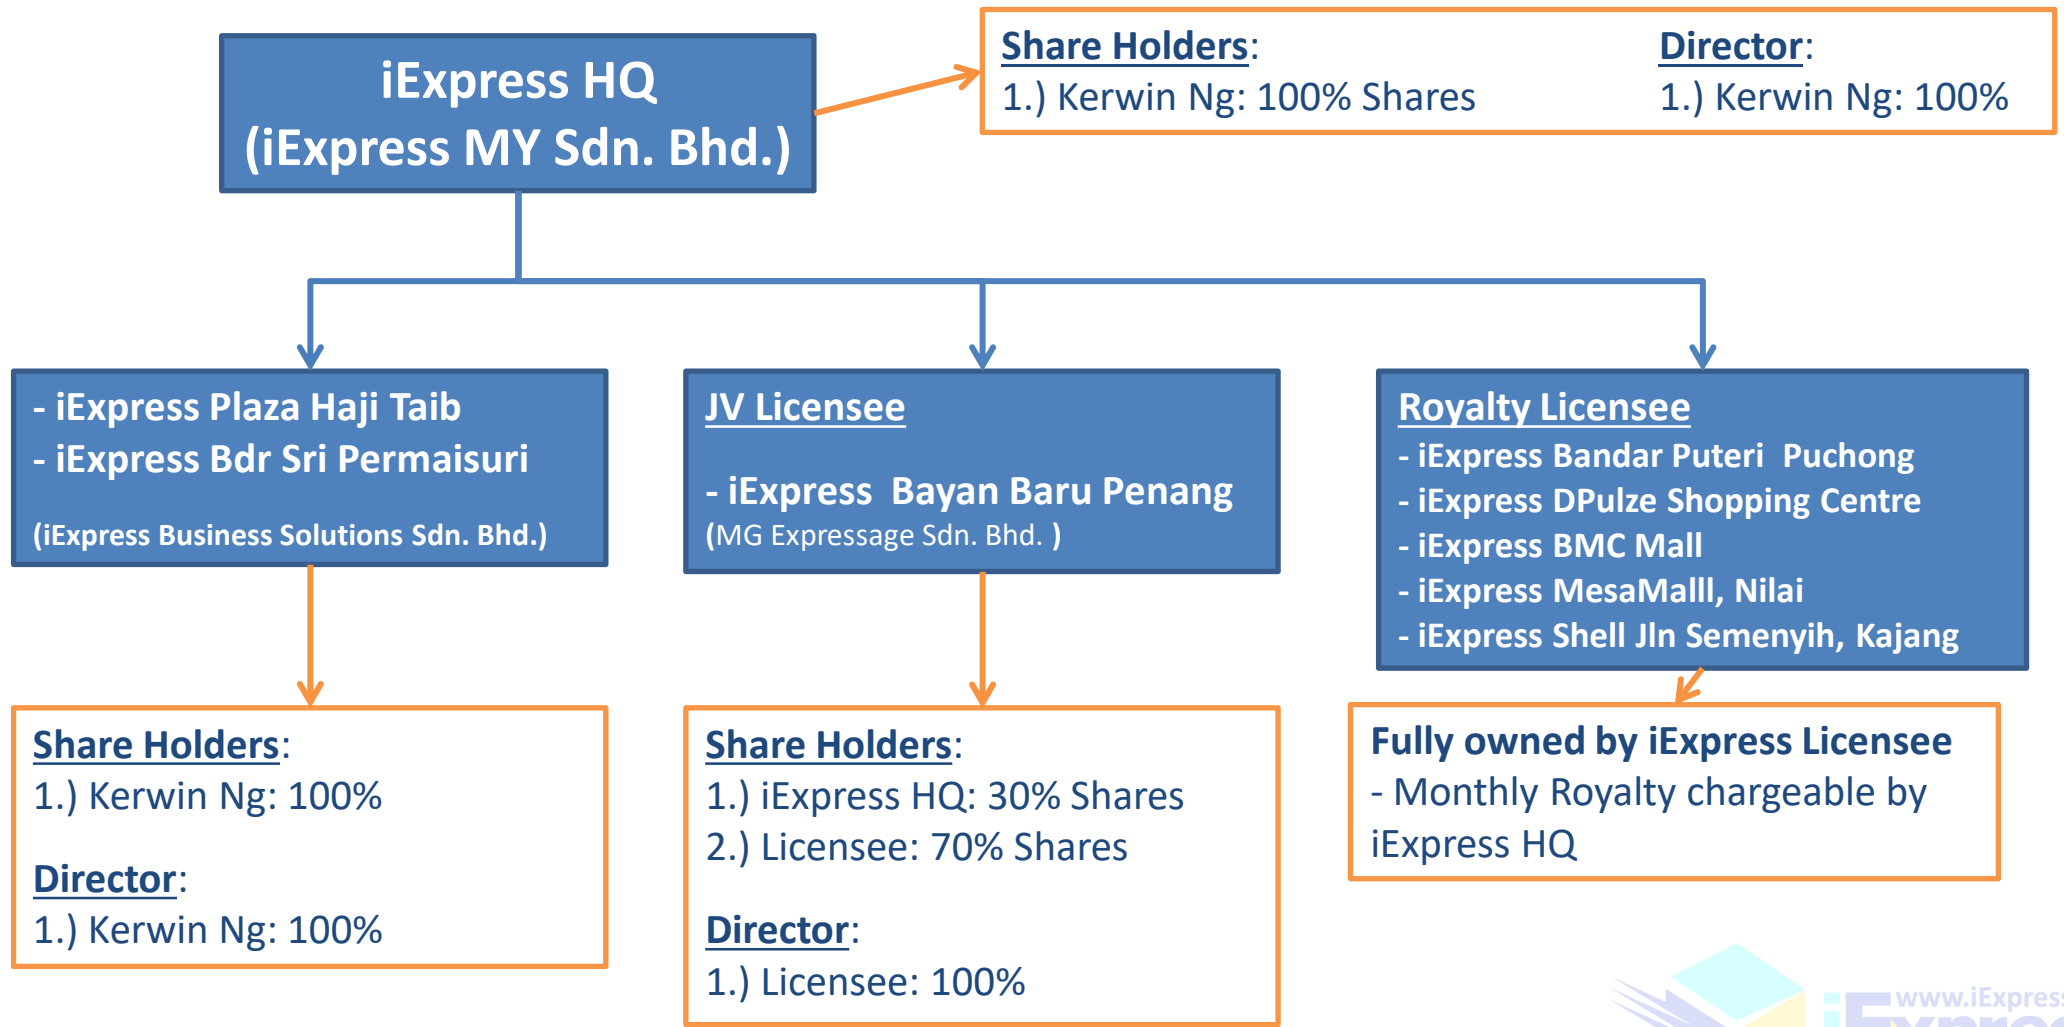 iExpress HQ
(iExpress MY Sdn. Bhd.)
Share Holders:
1.) Kerwin Ng: 100% Shares
Director:
1.) Kerwin Ng: 100%
- iExpress Plaza Haji Taib
- iExpress Bdr Sri Permaisuri
(iExpress Business Solutions Sdn. Bhd.)
JV Licensee
- iExpress  Bayan Baru Penang
(MG Expressage Sdn. Bhd. )
Royalty Licensee
- iExpress Bandar Puteri  Puchong
- iExpress DPulze Shopping Centre
- iExpress BMC Mall
- iExpress MesaMalll, Nilai
- iExpress Shell Jln Semenyih, Kajang
Share Holders:
1.) Kerwin Ng: 100%
Director:
1.) Kerwin Ng: 100%
Share Holders:
1.) iExpress HQ: 30% Shares
2.) Licensee: 70% Shares
Director:
1.) Licensee: 100%
Fully owned by iExpress Licensee
- Monthly Royalty chargeable by
iExpress HQ
www.iExpress